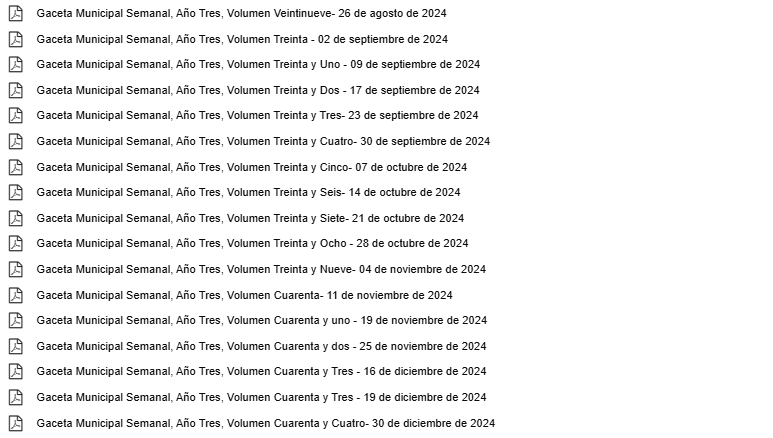 Gaceta Municipal Semanal, Año Tres, Volumen Veintinueve- 26 de agosto de 2024
Gaceta Municipal Semanal, Año Tres, Volumen Treinta - 02 de septiembre de 2024
Gaceta Municipal Semanal, Año Tres, Volumen Treinta y Uno - 09 de septiembre de 2024
Gaceta Municipal Semanal, Año Tres, Volumen Treinta y Dos - 17 de septiembre de 2024
Gaceta Municipal Semanal, Año Tres, Volumen Treinta y Tres- 23 de septiembre de 2024
Gaceta Municipal Semanal, Año Tres, Volumen Treinta y Cuatro- 30 de septiembre de 2024
Gaceta Municipal Semanal, Año Tres, Volumen Treinta y Cinco- 07 de octubre de 2024
Gaceta Municipal Semanal, Año Tres, Volumen Treinta y Seis- 14 de octubre de 2024
Gaceta Municipal Semanal, Año Tres, Volumen Treinta y Siete- 21 de octubre de 2024
Gaceta Municipal Semanal, Año Tres, Volumen Treinta y Ocho - 28 de octubre de 2024
Gaceta Municipal Semanal, Año Tres, Volumen Treinta y Nueve- 04 de noviembre de 2024
Gaceta Municipal Semanal, Año Tres, Volumen Cuarenta- 11 de noviembre de 2024
Gaceta Municipal Semanal, Año Tres, Volumen Cuarenta y uno - 19 de noviembre de 2024
Gaceta Municipal Semanal, Año Tres, Volumen Cuarenta y dos - 25 de noviembre de 2024
Gaceta Municipal Semanal, Año Tres, Volumen Cuarenta y Tres - 16 de diciembre de 2024
Gaceta Municipal Semanal, Año Tres, Volumen Cuarenta y Tres - 19 de diciembre de 2024
Gaceta Municipal Semanal, Año Tres, Volumen Cuarenta y Cuatro- 30 de diciembre de 2024